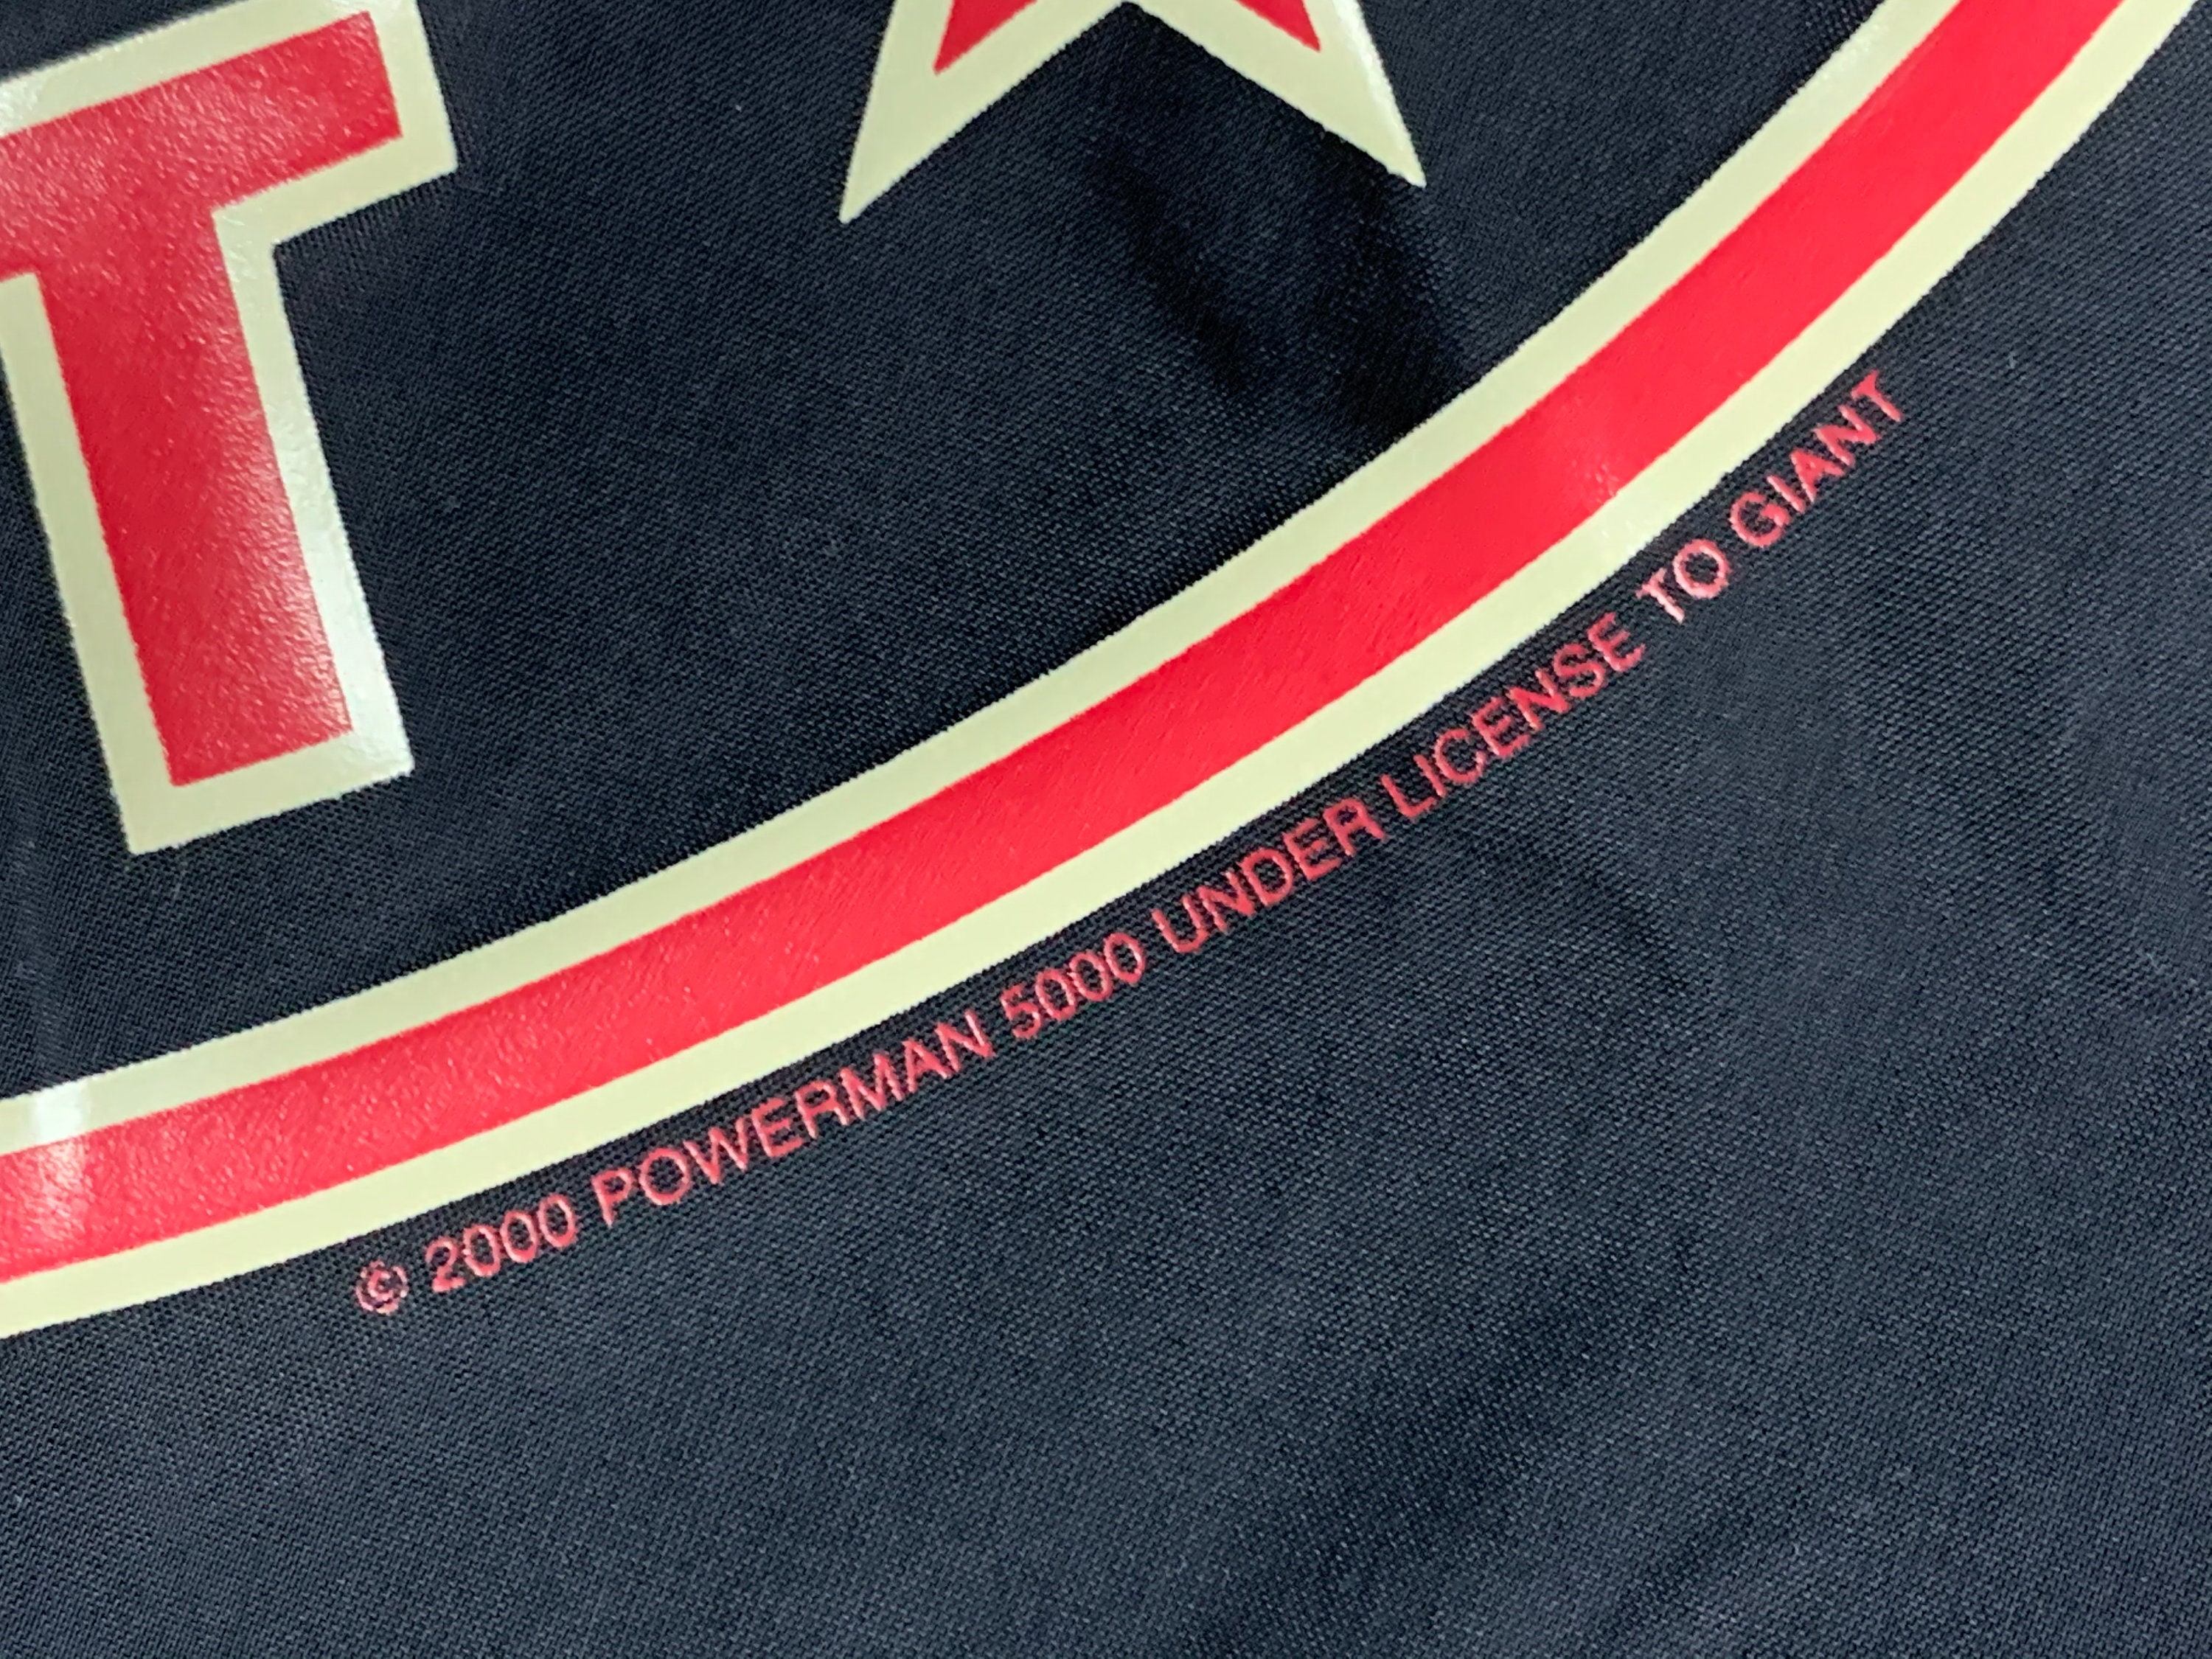 T
© 2000 POWERMAN 5000 UNDER LICENSE TO GIANT